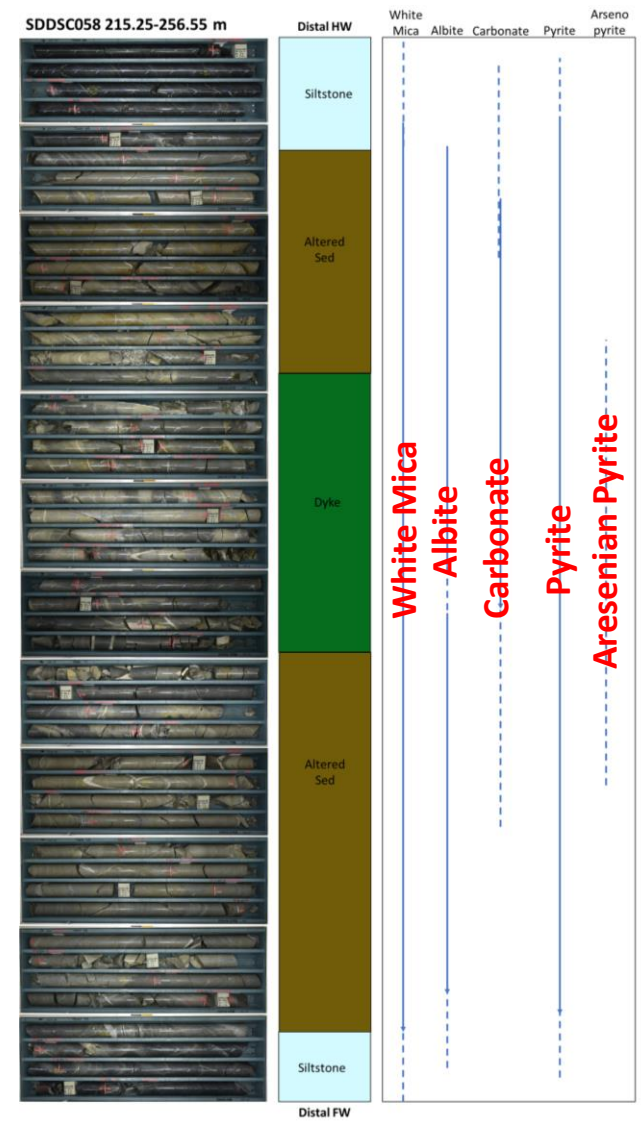 SDDSC058 215.25-256.55 m
Distal HW
White
Mica
Albite
Carbonate
Pyrite
Arseno
pyrite
Siltstone
Altered
Sed
Dyke
White Mica
Albite
Carbonate
Pyrite
Aresenian Pyrite
Altered
Sed
Siltstone
Distal FW